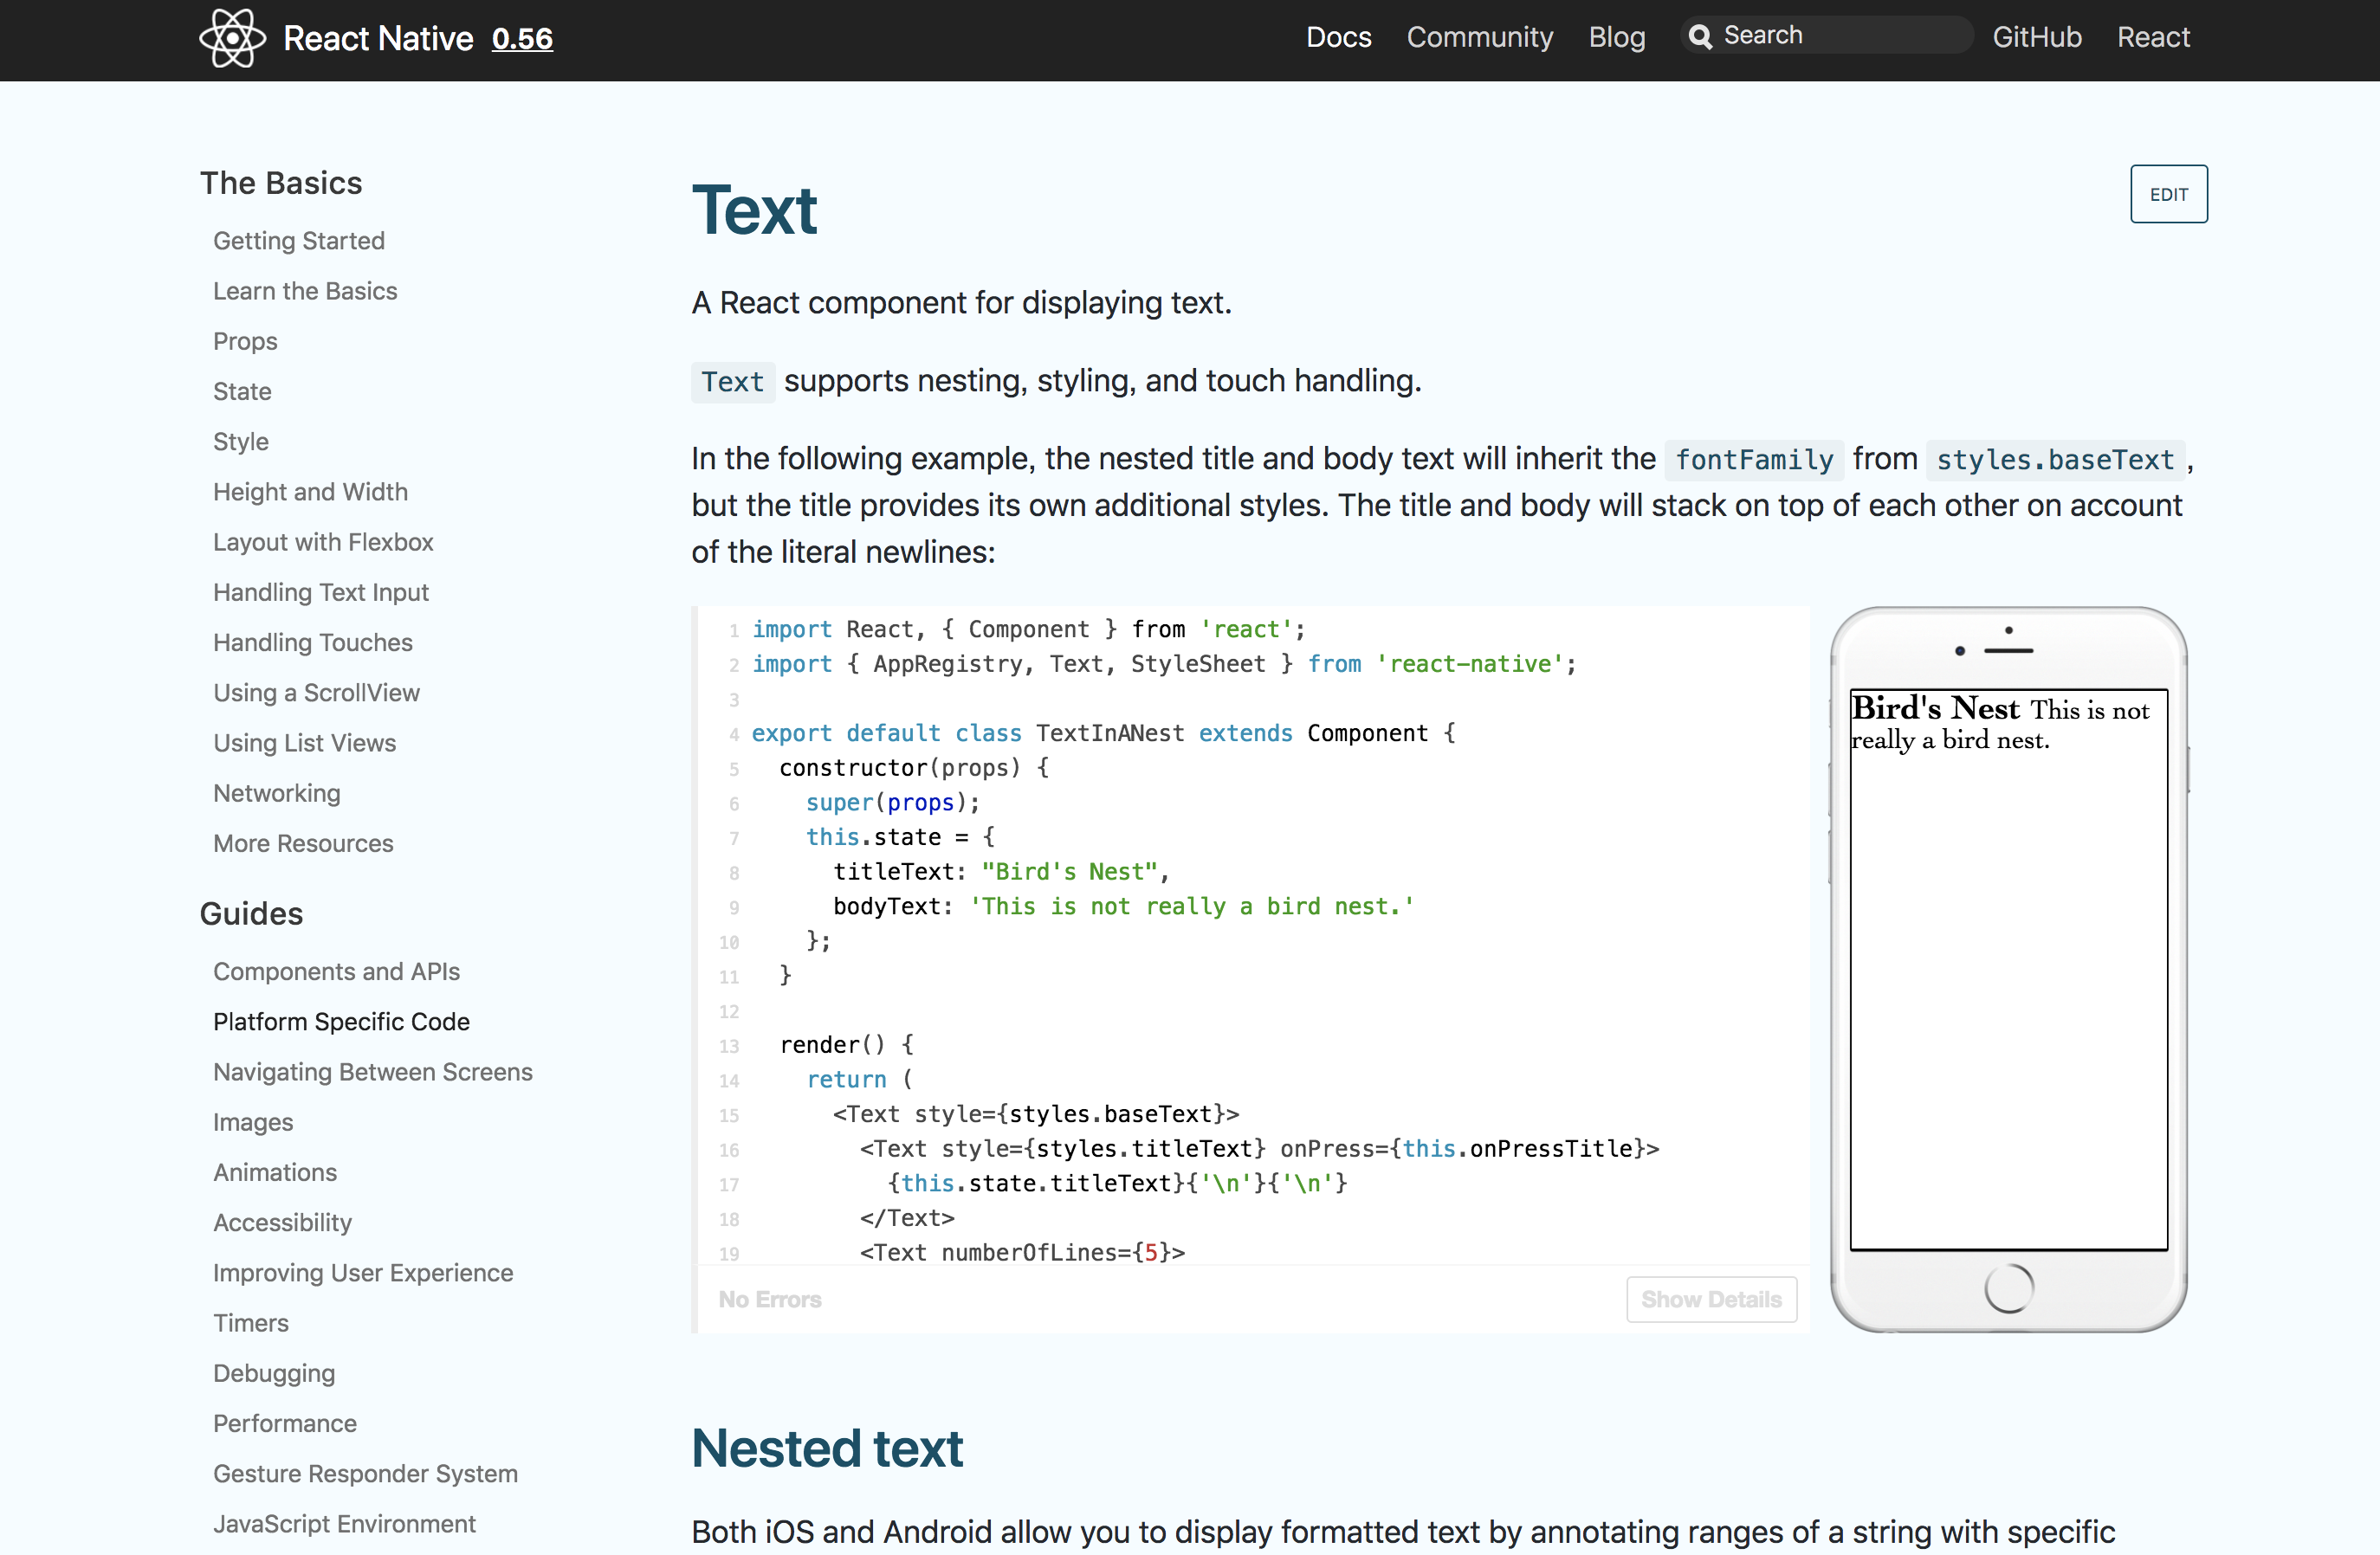 React Native 0.56
Docs Community Blog Search GitHub React
The Basics
Getting Started
Learn the Basics
Props
State
Style
Height and Width
Layout with Flexbox
Handling Text Input
Handling Touches
Using a ScrollView
Using List Views
Networking
More Resources
Guides
Components and APIs
Platform Specific Code
Navigating Between Screens
Images
Animations
Accessibility
Improving User Experience
Timers
Debugging
Performance
Gesture Responder System
JavaScript Environment
Text
EDIT
A React component for displaying text.
Text supports nesting, styling, and touch handling.
In the following example, the nested title and body text will inherit the fontFamily from styles.baseText,
but the title provides its own additional styles. The title and body will stack on top of each other on account
of the literal newlines:
1 import React, { Component } from 'react';
2 import { AppRegistry, Text, StyleSheet } from 'react-native';
3
4 export default class TextInANest extends Component {
5   constructor(props) {
6     super(props);
7     this.state = {
8       titleText: "Bird's Nest",
9       bodyText: 'This is not really a bird nest.'
10     };
11   }
12
13   render() {
14     return (
15       <Text style={styles.baseText}>
16         <Text style={styles.titleText} onPress={this.onPressTitle}>
17           {this.state.titleText}{'\n'}{'\n'}
18         </Text>
19         <Text numberOfLines={5}>
No Errors
Show Details
Bird's Nest This is not
really a bird nest.
Nested text
Both iOS and Android allow you to display formatted text by annotating ranges of a string with specific